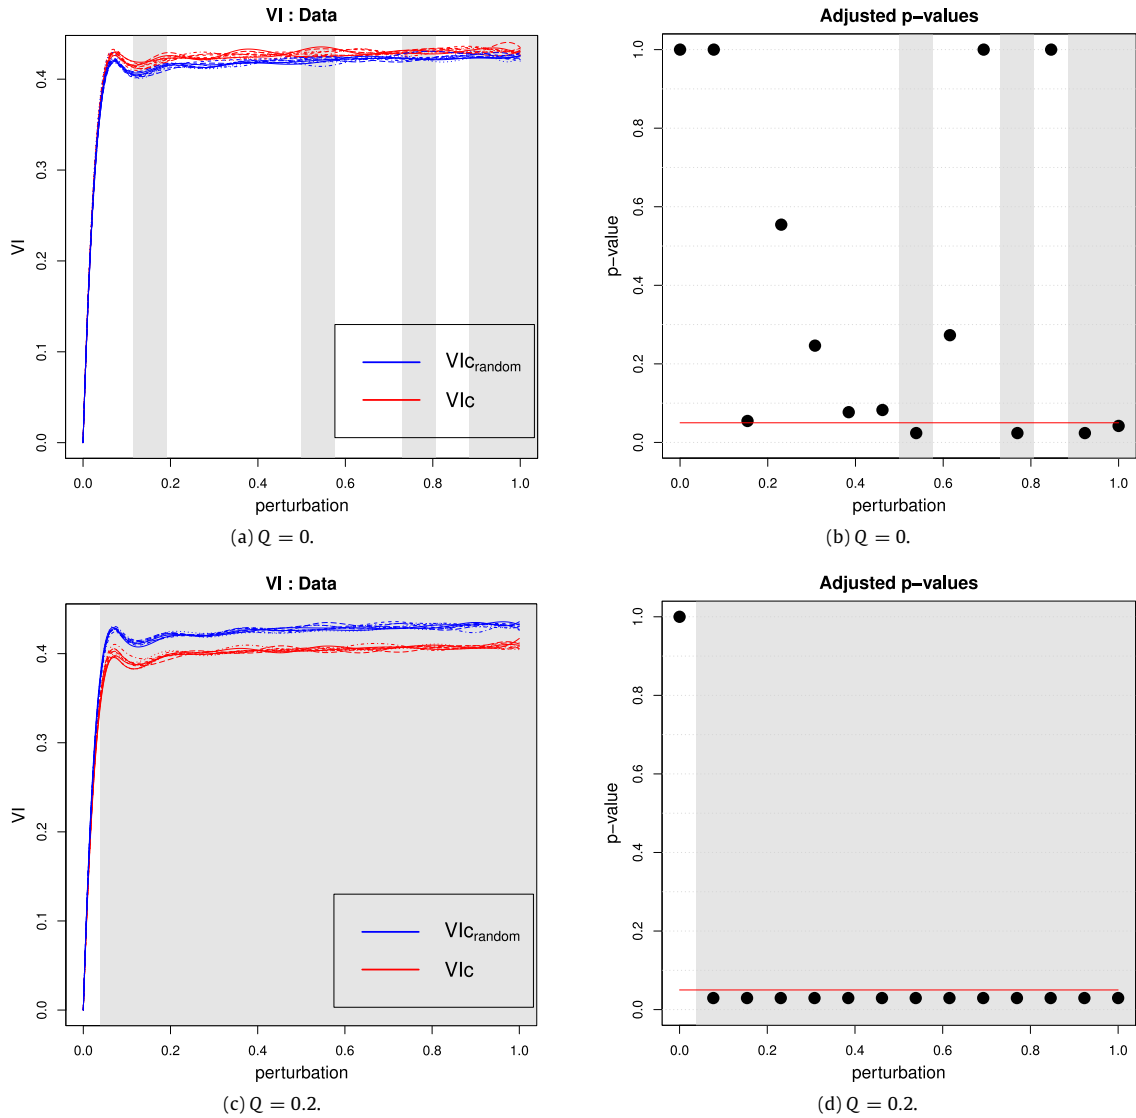 VI : Data
VI
0.0
0.1
0.2
0.3
0.4
0.0 0.2 0.4 0.6 0.8 1.0
perturbation
VIc_random
VIc
(a) Q = 0.
Adjusted p−values
p−value
0.0
0.2
0.4
0.6
0.8
1.0
0.0 0.2 0.4 0.6 0.8 1.0
perturbation
(b) Q = 0.
VI : Data
VI
0.0
0.1
0.2
0.3
0.4
0.0 0.2 0.4 0.6 0.8 1.0
perturbation
VIc_random
VIc
(c) Q = 0.2.
Adjusted p−values
p−value
0.0
0.2
0.4
0.6
0.8
1.0
0.0 0.2 0.4 0.6 0.8 1.0
perturbation
(d) Q = 0.2.